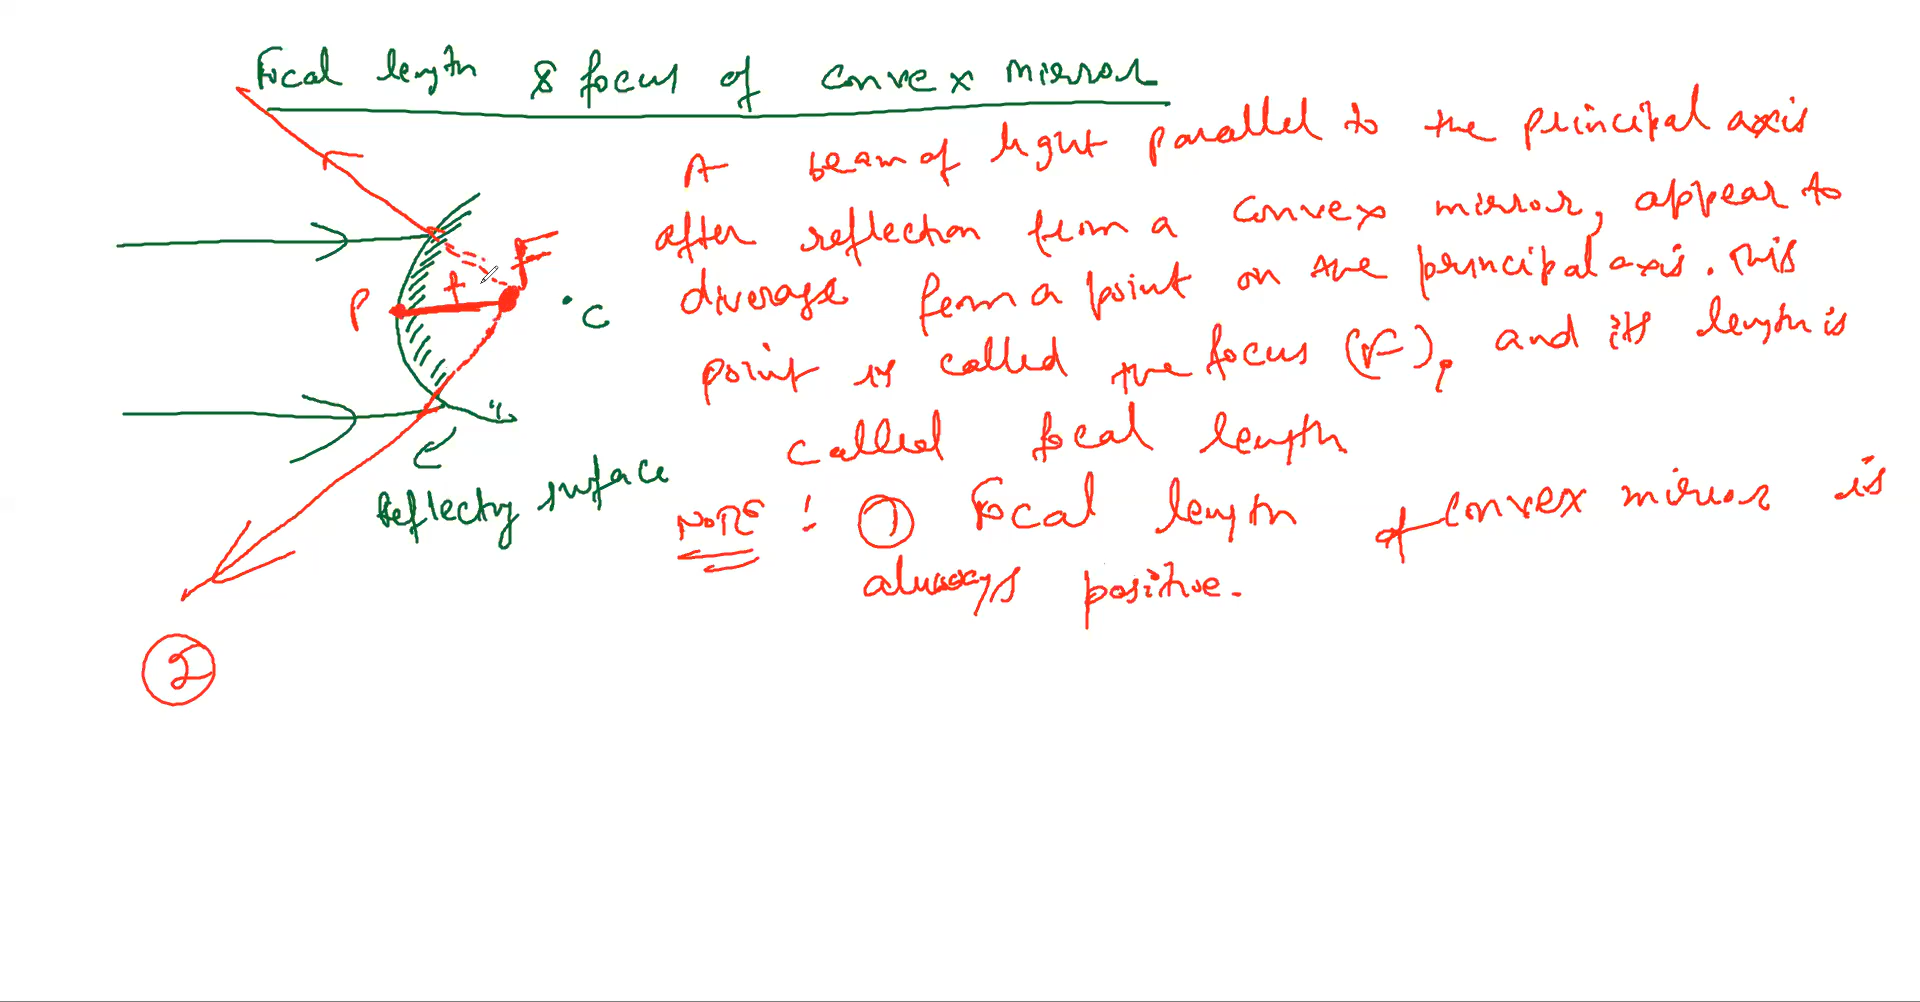 Focal length & focus of convex mirror
A beam of light parallel to the principal axis
after reflection from a convex mirror, appear to
diverge from a point on the principal axis. This
point is called the focus (F), and its length is
called focal length
NOTE : ① Focal length of convex mirror is
always positive.
F
P f
C
Reflecting surface
②